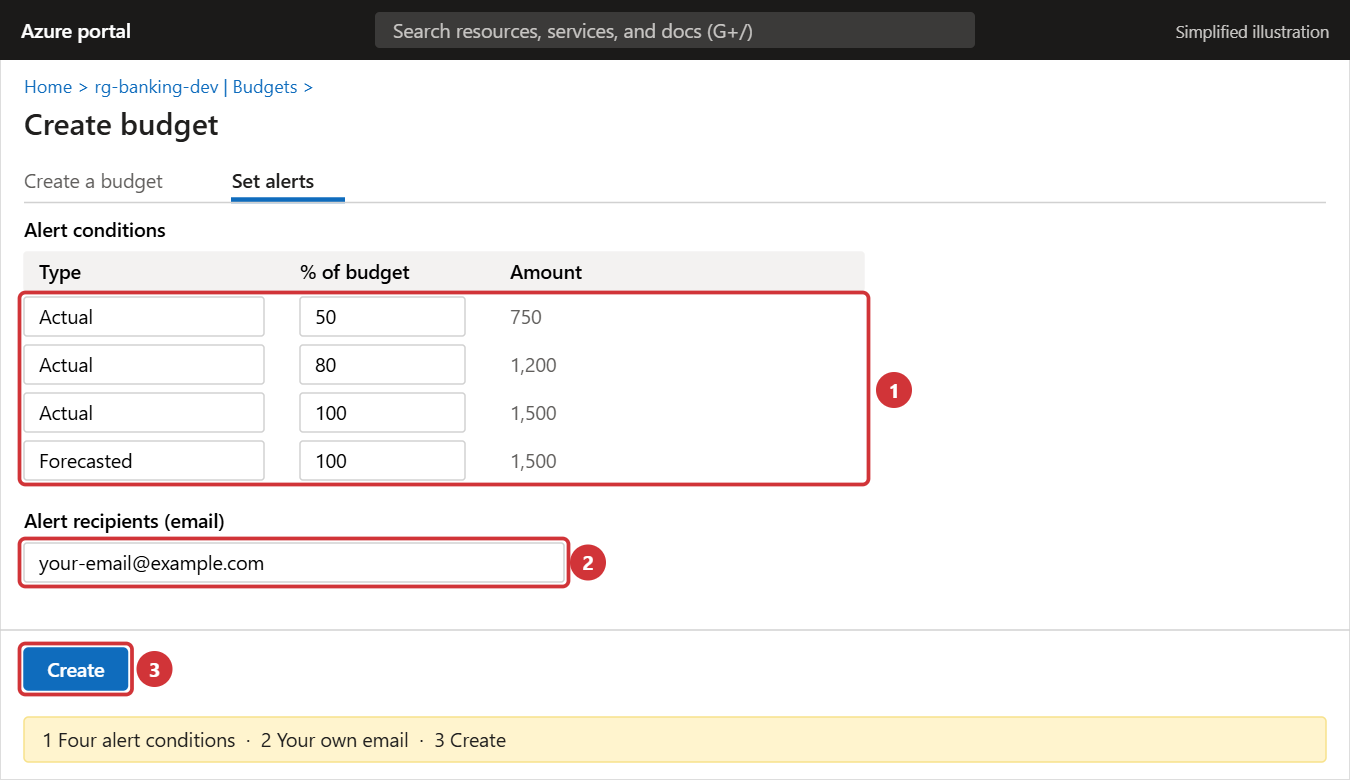 Azure portal
Search resources, services, and docs (G+/)
Simplified illustration
Home > rg-banking-dev | Budgets >
Create budget
Create a budget
Set alerts
Alert conditions
Type % of budget Amount
Actual 50 750
Actual 80 1,200
Actual 100 1,500
Forecasted 100 1,500
1
Alert recipients (email)
your-email@example.com
2
Create
3
1 Four alert conditions · 2 Your own email · 3 Create